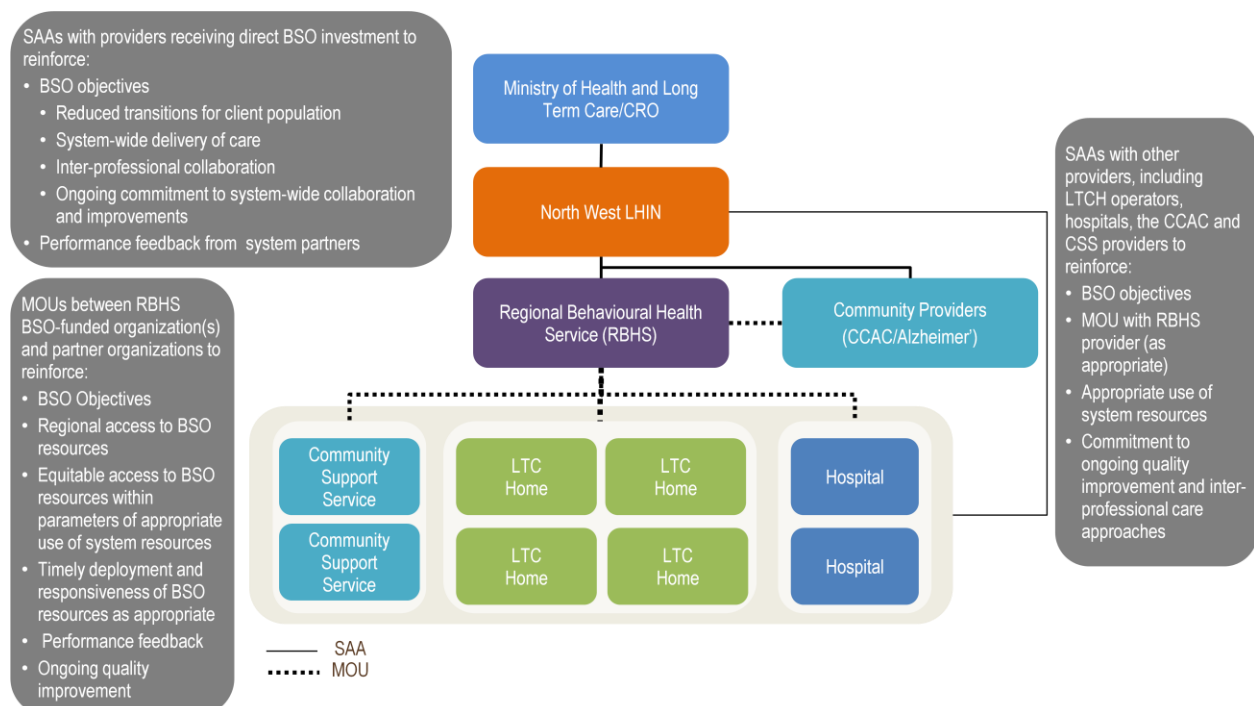 SAAs with providers receiving direct BSO investment to
reinforce:
• BSO objectives
• Reduced transitions for client population
• System-wide delivery of care
• Inter-professional collaboration
• Ongoing commitment to system-wide collaboration
and improvements
• Performance feedback from system partners
MOUs between RBHS
BSO-funded organization(s)
and partner organizations to
reinforce:
• BSO Objectives
• Regional access to BSO
resources
• Equitable access to BSO
resources within
parameters of appropriate
use of system resources
• Timely deployment and
responsiveness of BSO
resources as appropriate
• Performance feedback
• Ongoing quality
improvement
Ministry of Health and Long
Term Care/CRO
North West LHIN
Regional Behavioural Health
Service (RBHS)
Community Providers
(CCAC/Alzheimer')
Community
Support
Service
LTC
Home
LTC
Home
Hospital
Community
Support
Service
LTC
Home
LTC
Home
Hospital
SAA
MOU
SAAs with other
providers, including
LTCH operators,
hospitals, the CCAC and
CSS providers to
reinforce:
• BSO objectives
• MOU with RBHS
provider (as
appropriate)
• Appropriate use of
system resources
• Commitment to
ongoing quality
improvement and inter-
professional care
approaches